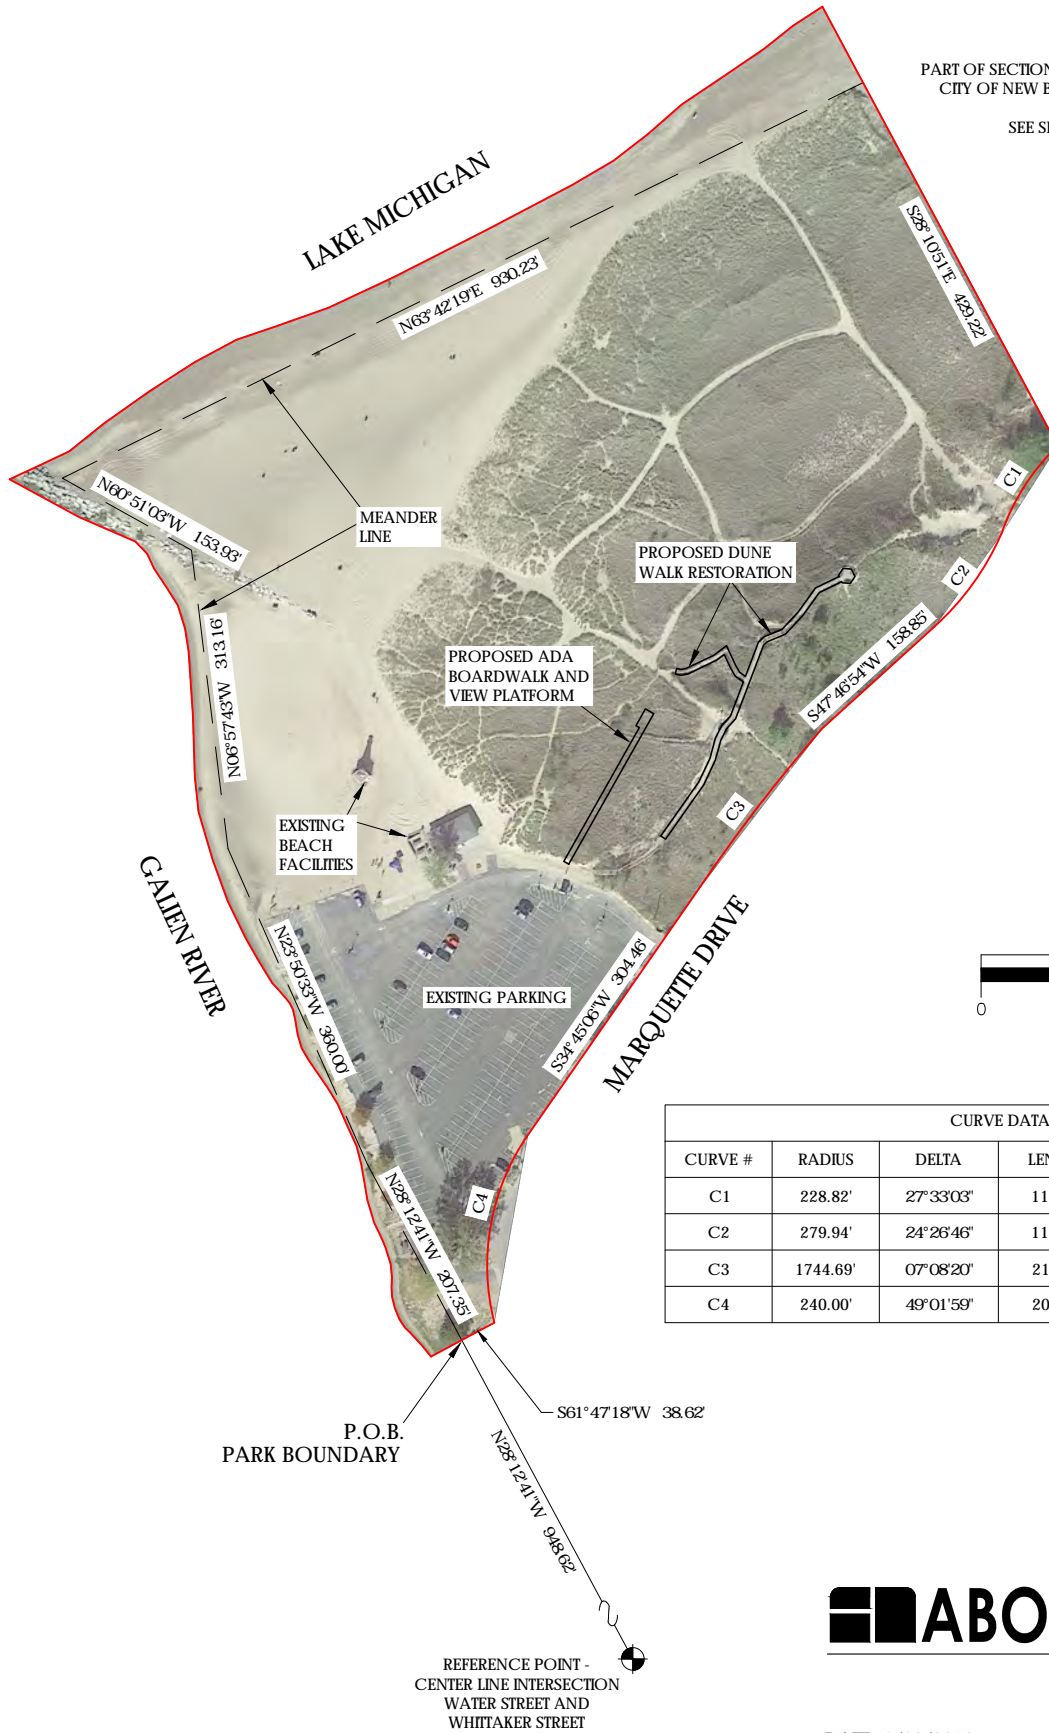 PART OF SECTION
CITY OF NEW B
SEE S
LAKE MICHIGAN
N63°42'19"E 930.23'
S28°10'51"E 429.22'
N60°51'03"W 153.93'
MEANDER
LINE
C1
PROPOSED DUNE
WALK RESTORATION
C2
N06°57'43"W 313.16'
S47°46'54"W 158.85'
PROPOSED ADA
BOARDWALK AND
VIEW PLATFORM
C3
EXISTING
BEACH
FACILITIES
GALIEN RIVER
N23°50'33"W 360.00'
EXISTING PARKING
S34°45'06"W 304.46'
MARQUETTE DRIVE
0
N28°12'41"W 207.35'
C4
CURVE DATA
CURVE # RADIUS DELTA LEN
C1 228.82' 27°33'03" 11
C2 279.94' 24°26'46" 11
C3 1744.69' 07°08'20" 21
C4 240.00' 49°01'59" 20
S61°47'18"W 38.62'
P.O.B.
PARK BOUNDARY
N28°12'41"W 948.62'
REFERENCE POINT -
CENTER LINE INTERSECTION
WATER STREET AND
WHITTAKER STREET
ABO